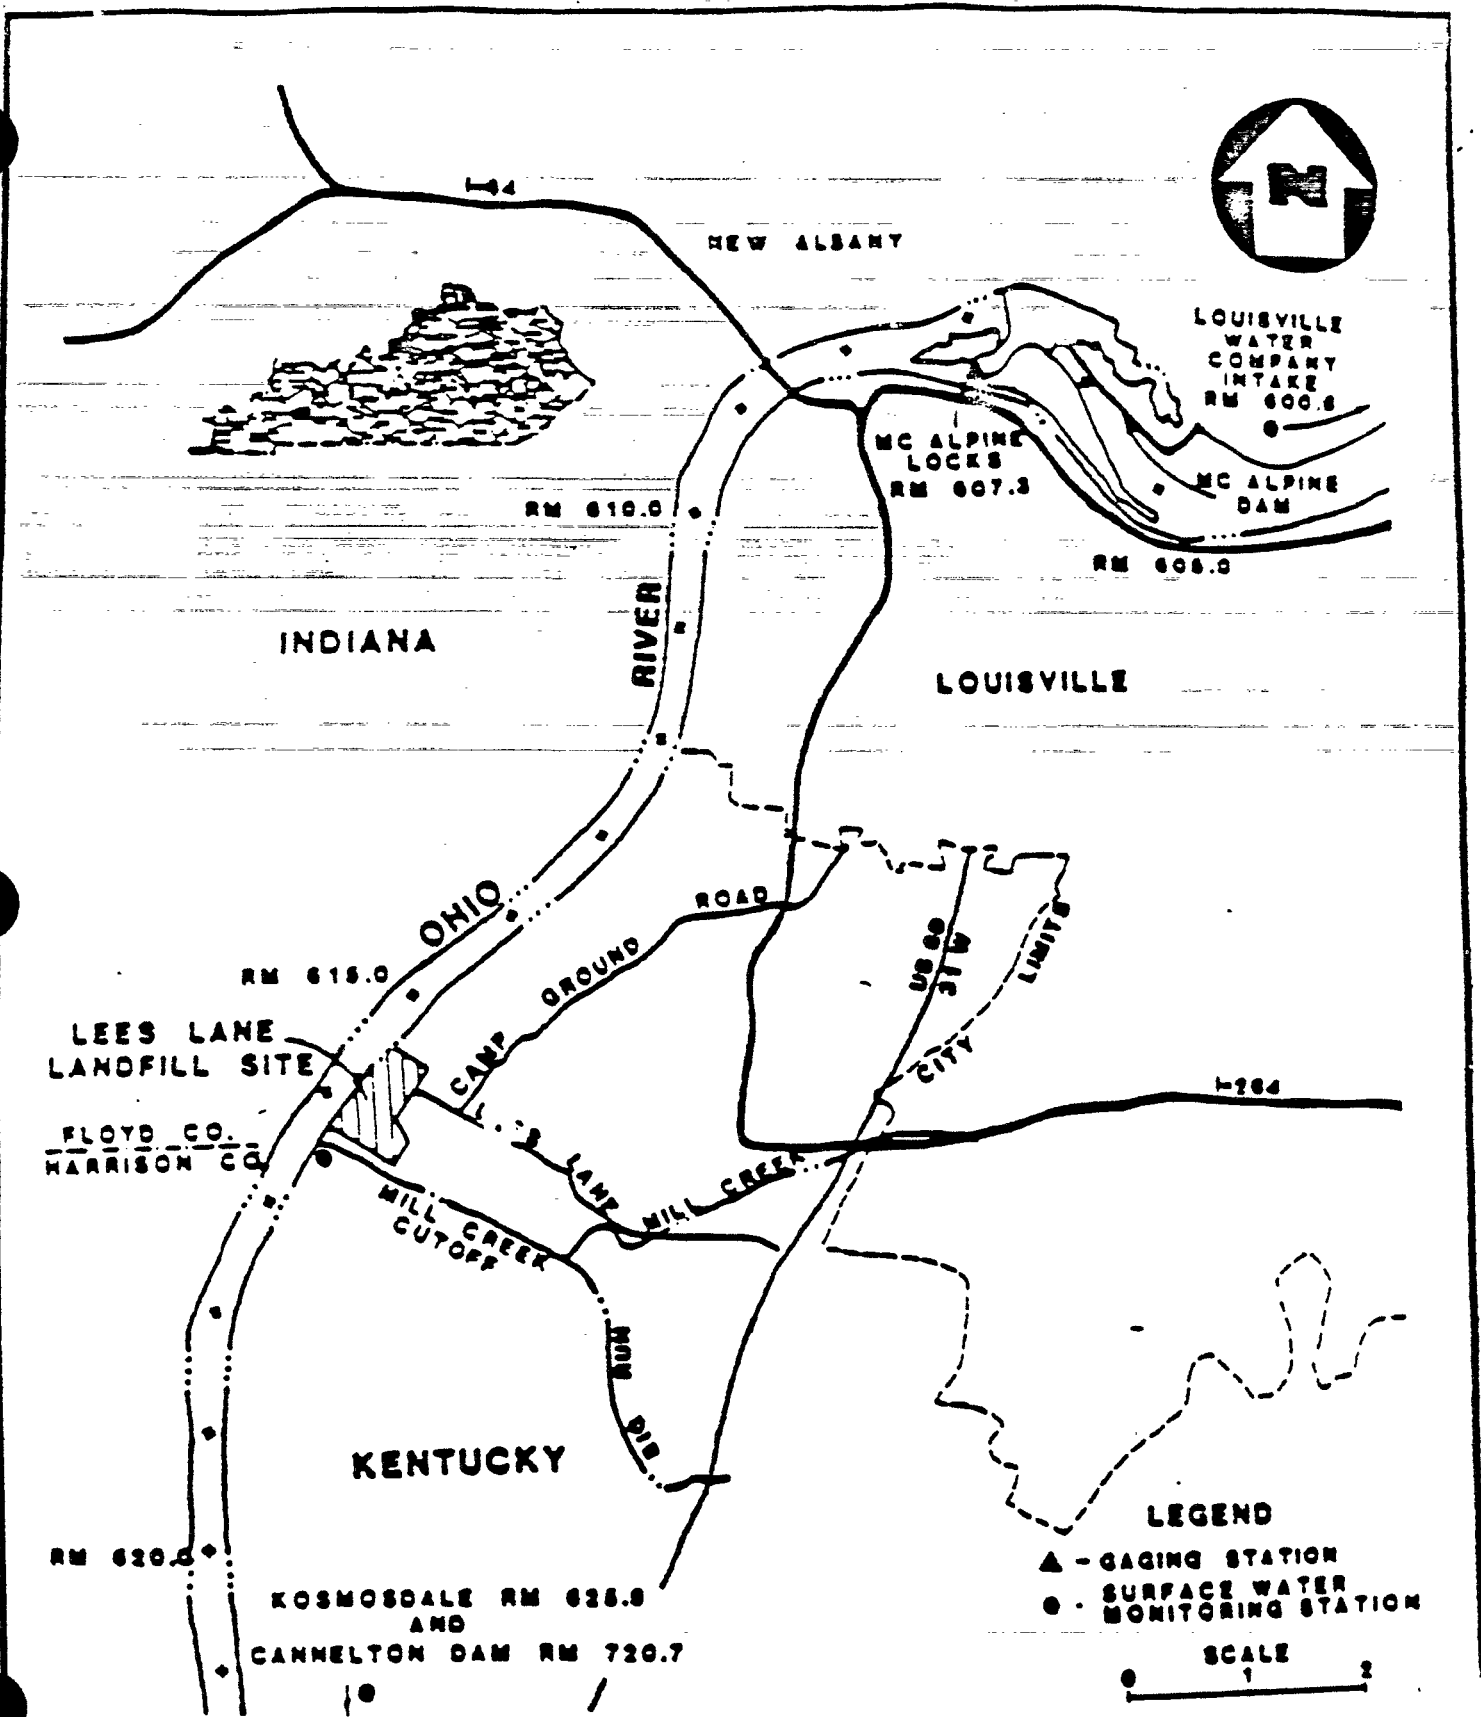 I-64
NEW ALBANY
N
LOUISVILLE
WATER
COMPANY
INTAKE
RM 600.6
MC ALPINE
LOCKS
RM 607.3
MC ALPINE
DAM
RM 610.0
RM 605.0
INDIANA
RIVER
LOUISVILLE
OHIO
ROAD
GROUND
CAMP
US 60
31 W
LIMITS
CITY
RM 615.0
LEES LANE
LANDFILL SITE
I-264
FLOYD CO.
HARRISON CO.
LANE
MILL CREEK
MILL CREEK
CUTOFF
RUN
KENTUCKY
RM 620.0
KOSMOSDALE RM 625.9
AND
CANNELTON DAM RM 720.7
LEGEND
- GAGING STATION
- SURFACE WATER
MONITORING STATION
SCALE
0 1 2